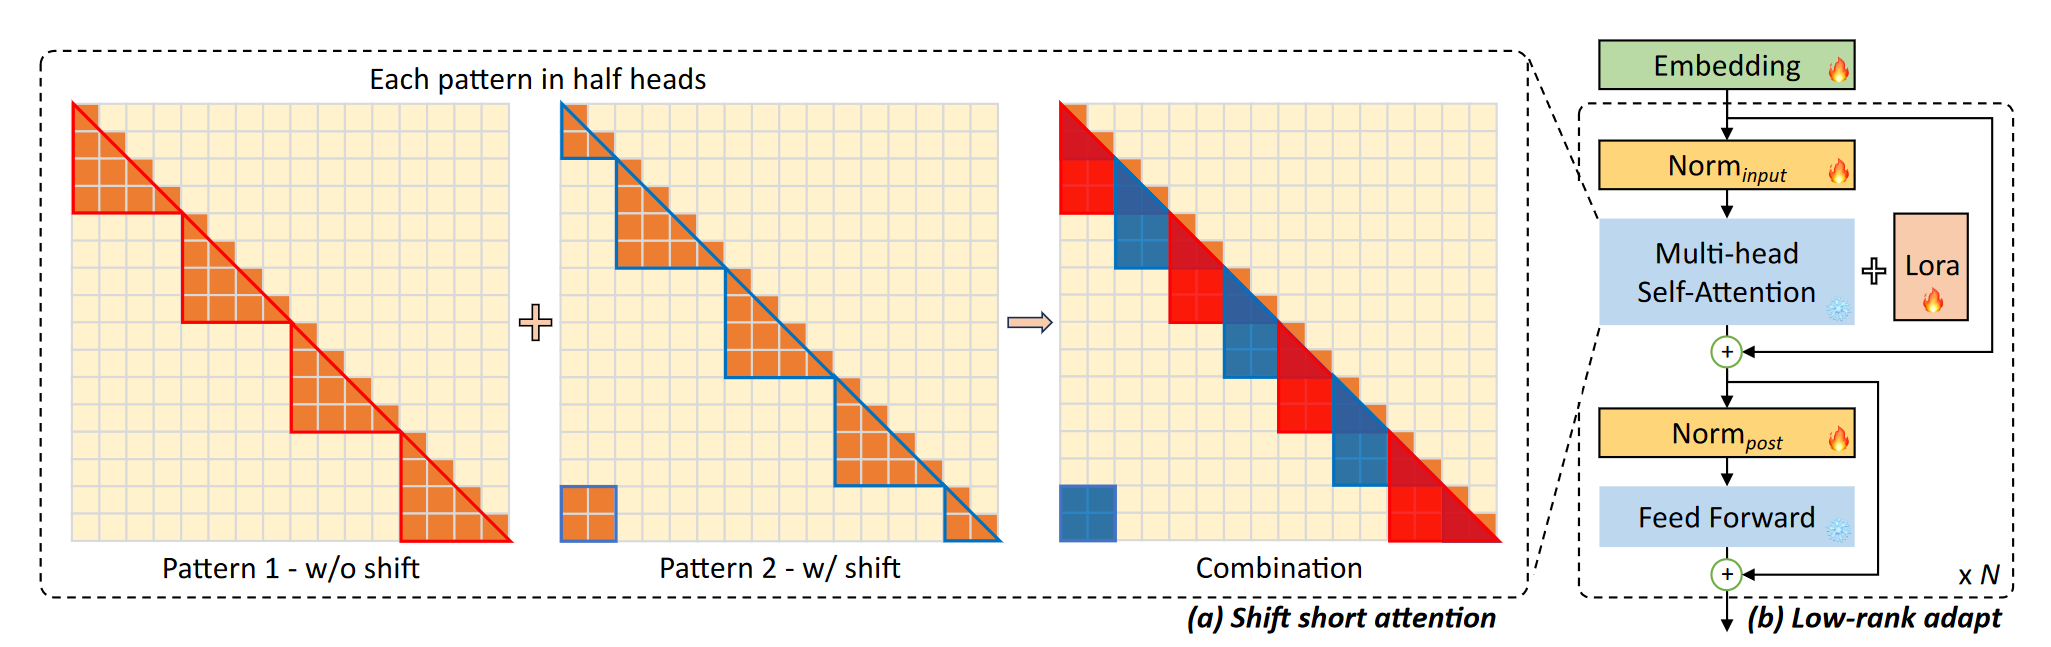 Each pattern in half heads
Pattern 1 - w/o shift
Pattern 2 - w/ shift
Combination
(a) Shift short attention
Embedding
Norm input
Multi-head
Self-Attention
Lora
+
Norm post
Feed Forward
+
x N
(b) Low-rank adapt